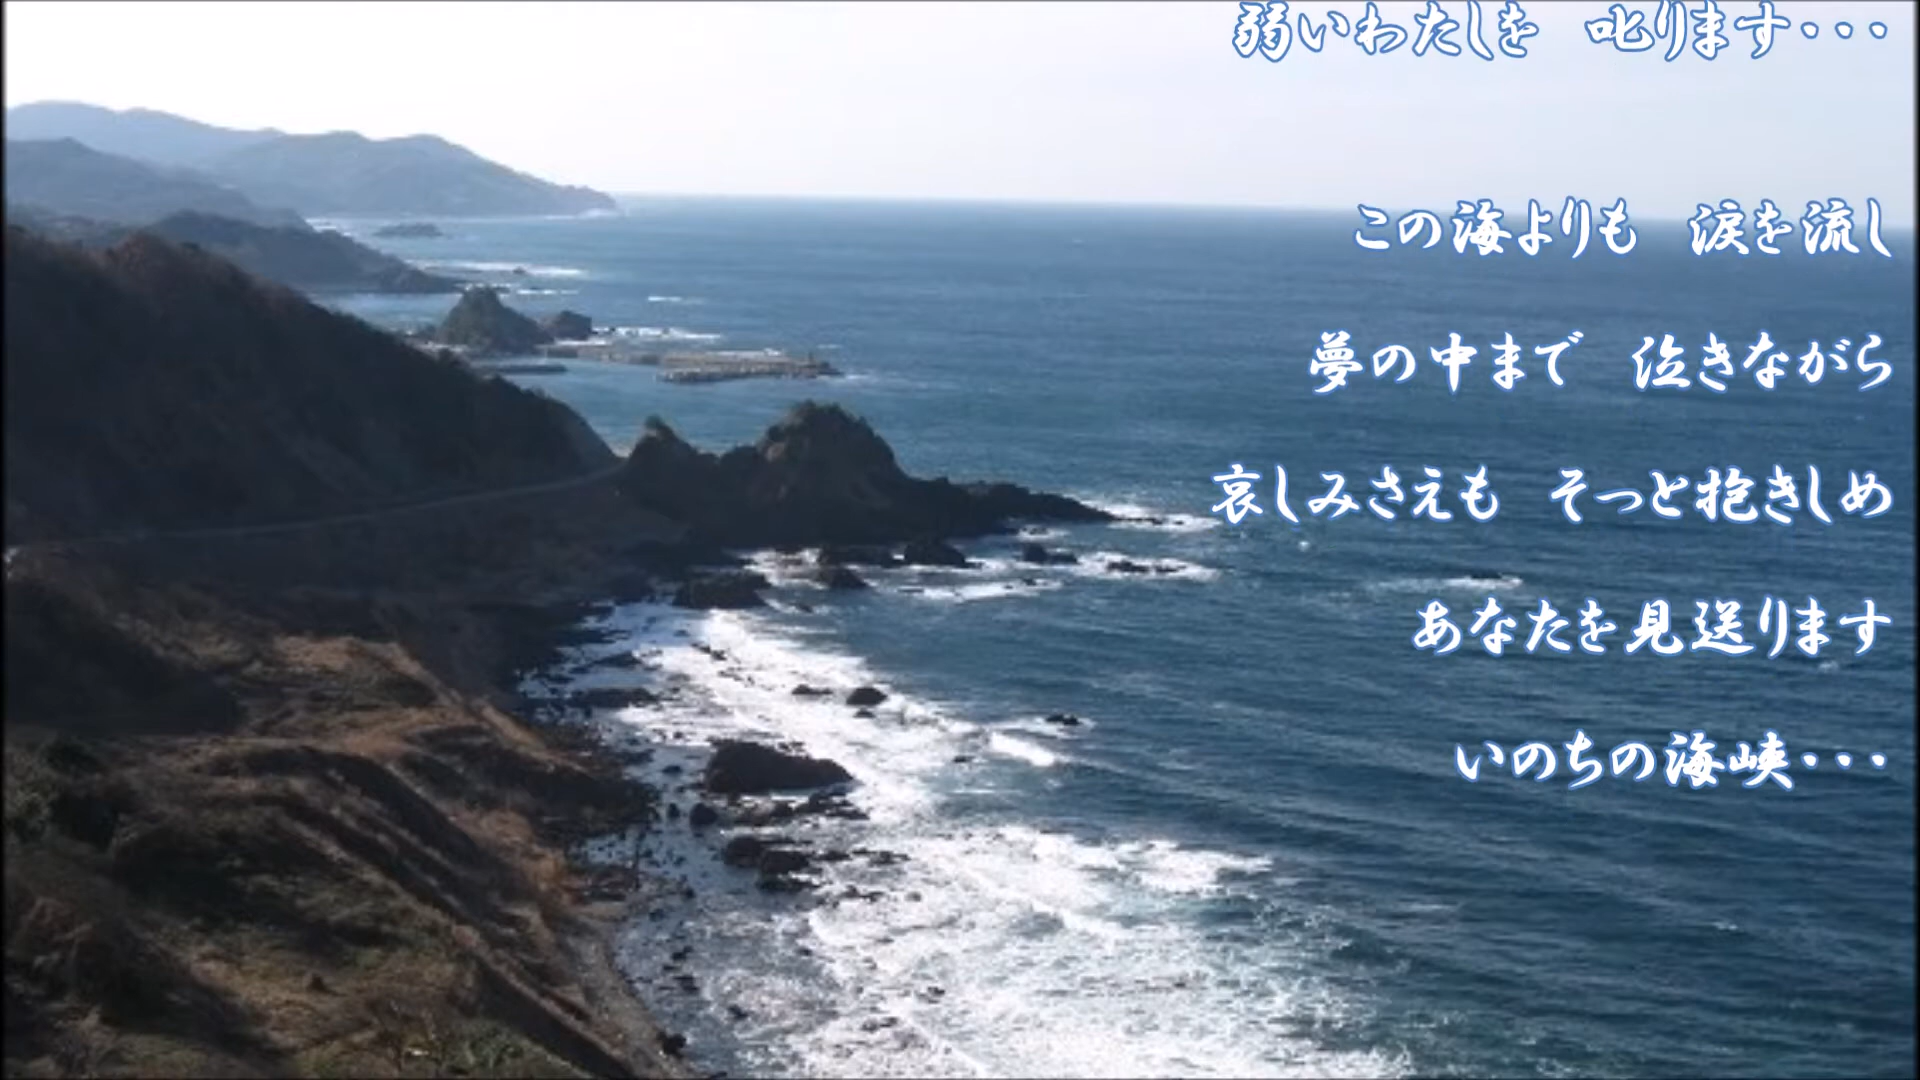 弱いわたしを　叱ります・・・
この海よりも　涙を流し
夢の中まで　泣きながら
哀しみさえも　そっと抱きしめ
あなたを見送ります
いのちの海峡・・・